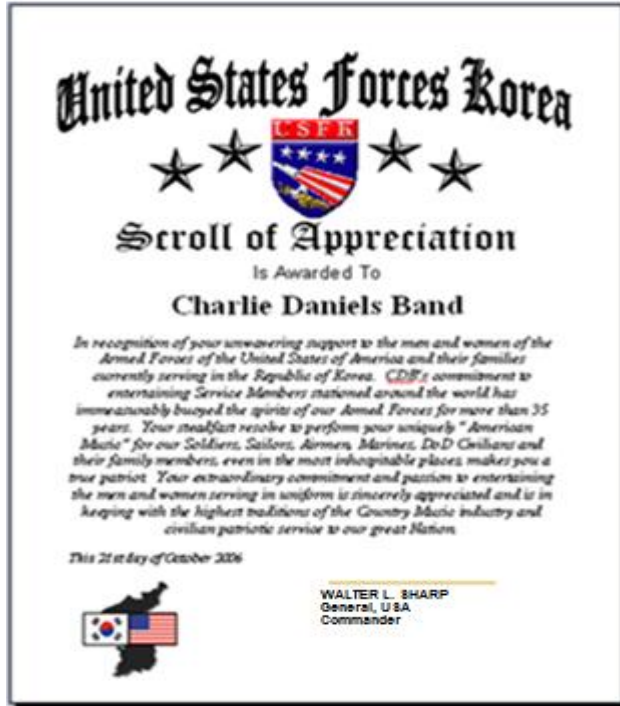 United States Forces Korea
USFK
Scroll of Appreciation
Is Awarded To
Charlie Daniels Band
In recognition of your unwavering support to the men and women of the
Armed Forces of the United States of America and their families
currently serving in the Republic of Korea. CDB's commitment to
entertaining Service Members stationed around the world has
immeasurably buoyed the spirits of our Armed Forces for more than 35
years. Your steadfast resolve to perform your uniquely "American
Music" for our Soldiers, Sailors, Airmen, Marines, DoD Civilians and
their family members, even in the most inhospitable places, makes you a
true patriot. Your extraordinary commitment and passion to entertaining
the men and women serving in uniform is sincerely appreciated and is in
keeping with the highest traditions of the Country Music industry and
civilian patriotic service to our great Nation.
This 21st day of October 2006
WALTER L. SHARP
General, USA
Commander